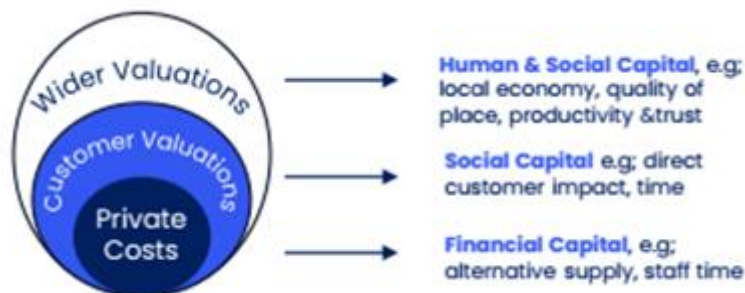 Wider Valuations
Human & Social Capital, e.g;
local economy, quality of
place, productivity &trust
Customer Valuations
Social Capital e.g; direct
customer impact, time
Private
Costs
Financial Capital, e.g;
alternative supply, staff time